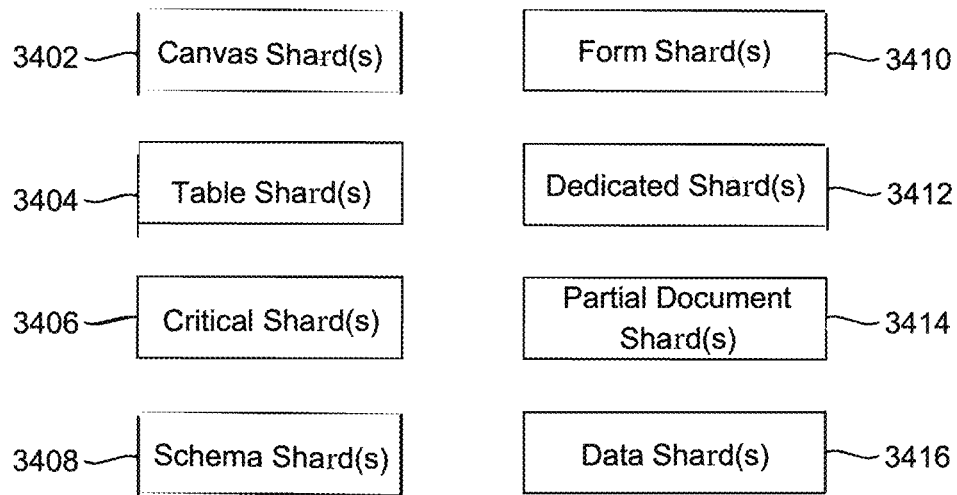 3402 Canvas Shard(s) Form Shard(s) 3410
3404 Table Shard(s) Dedicated Shard(s) 3412
3406 Critical Shard(s) Partial Document Shard(s) 3414
3408 Schema Shard(s) Data Shard(s) 3416